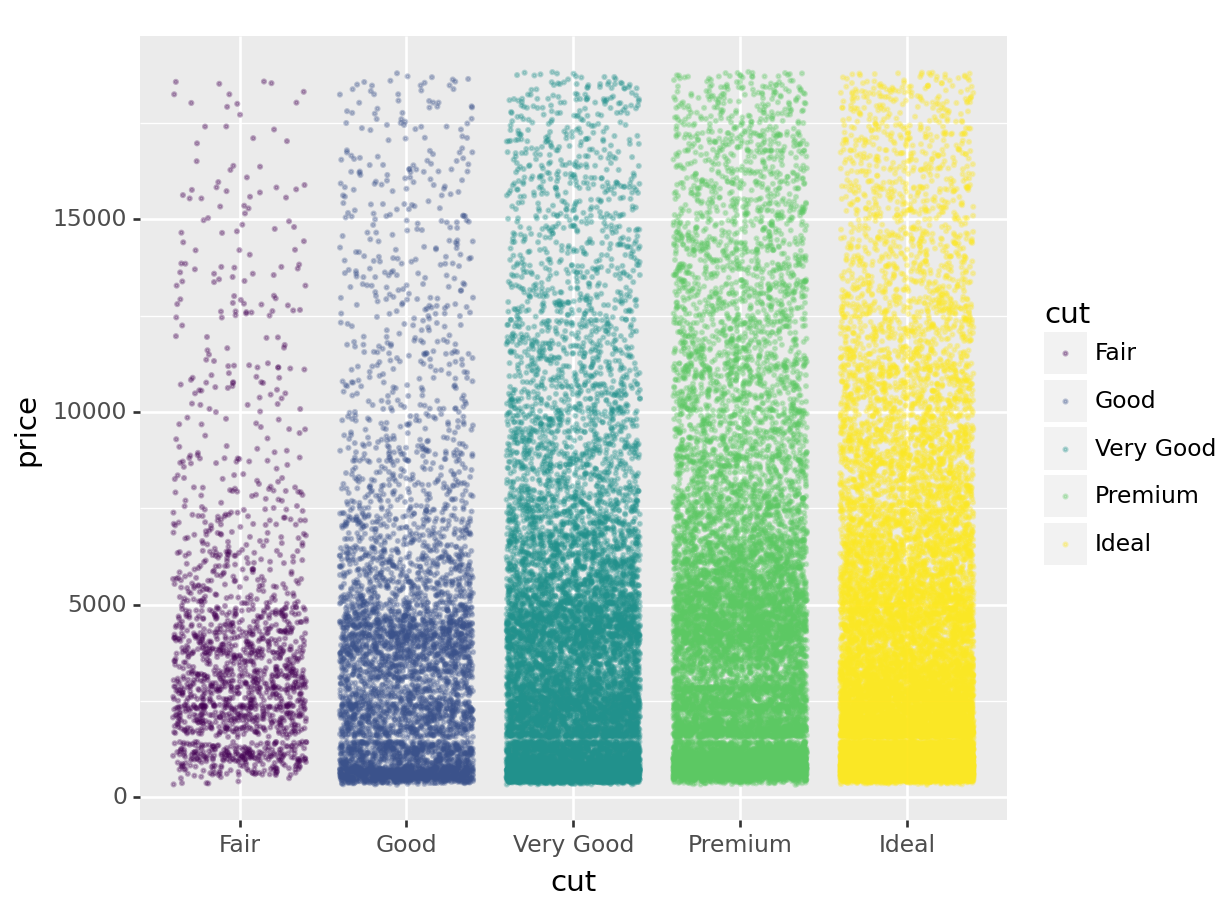 15000
10000
5000
0
price
Fair
Good
Very Good
Premium
Ideal
cut
cut
Fair
Good
Very Good
Premium
Ideal